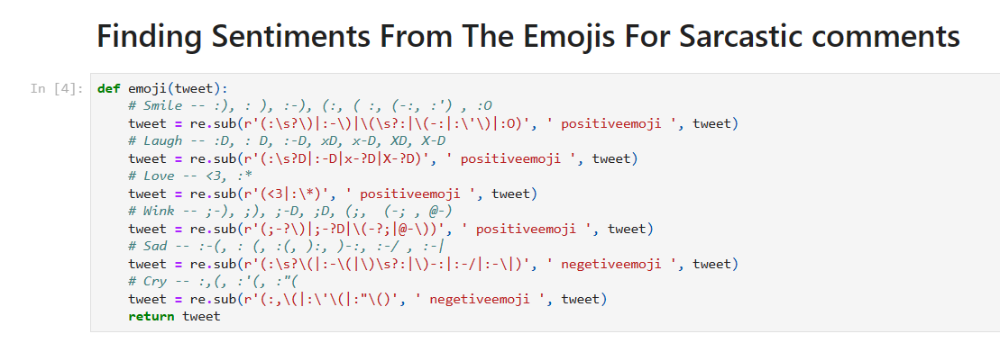 Finding Sentiments From The Emojis For Sarcastic comments
In [4]: def emoji(tweet):
# Smile -- :), : ), :-), (:, ( :, (-:, :') , :O
tweet = re.sub(r'(:\s?\)|:-\)|\(\s?:|\(-:|:\'\)|:O)', ' positiveemoji ', tweet)
# Laugh -- :D, : D, :-D, xD, x-D, XD, X-D
tweet = re.sub(r'(:\s?D|:-D|x-?D|X-?D)', ' positiveemoji ', tweet)
# Love -- <3, :*
tweet = re.sub(r'(<3|:\*)', ' positiveemoji ', tweet)
# Wink -- ;-), ;), ;-D, ;D, (;,  (-; , @-)
tweet = re.sub(r'(;-?\)|;-?D|\(-?;|@-\))', ' positiveemoji ', tweet)
# Sad -- :-(, : (, :(, ):, )-:, :-/ , :-|
tweet = re.sub(r'(:\s?\(|:-\(|\)\s?:|\)-:|:-/|:-\|)', ' negetiveemoji ', tweet)
# Cry -- :,(, :'(, :"(
tweet = re.sub(r'(:,\(|:\'\(|:"\()', ' negetiveemoji ', tweet)
return tweet